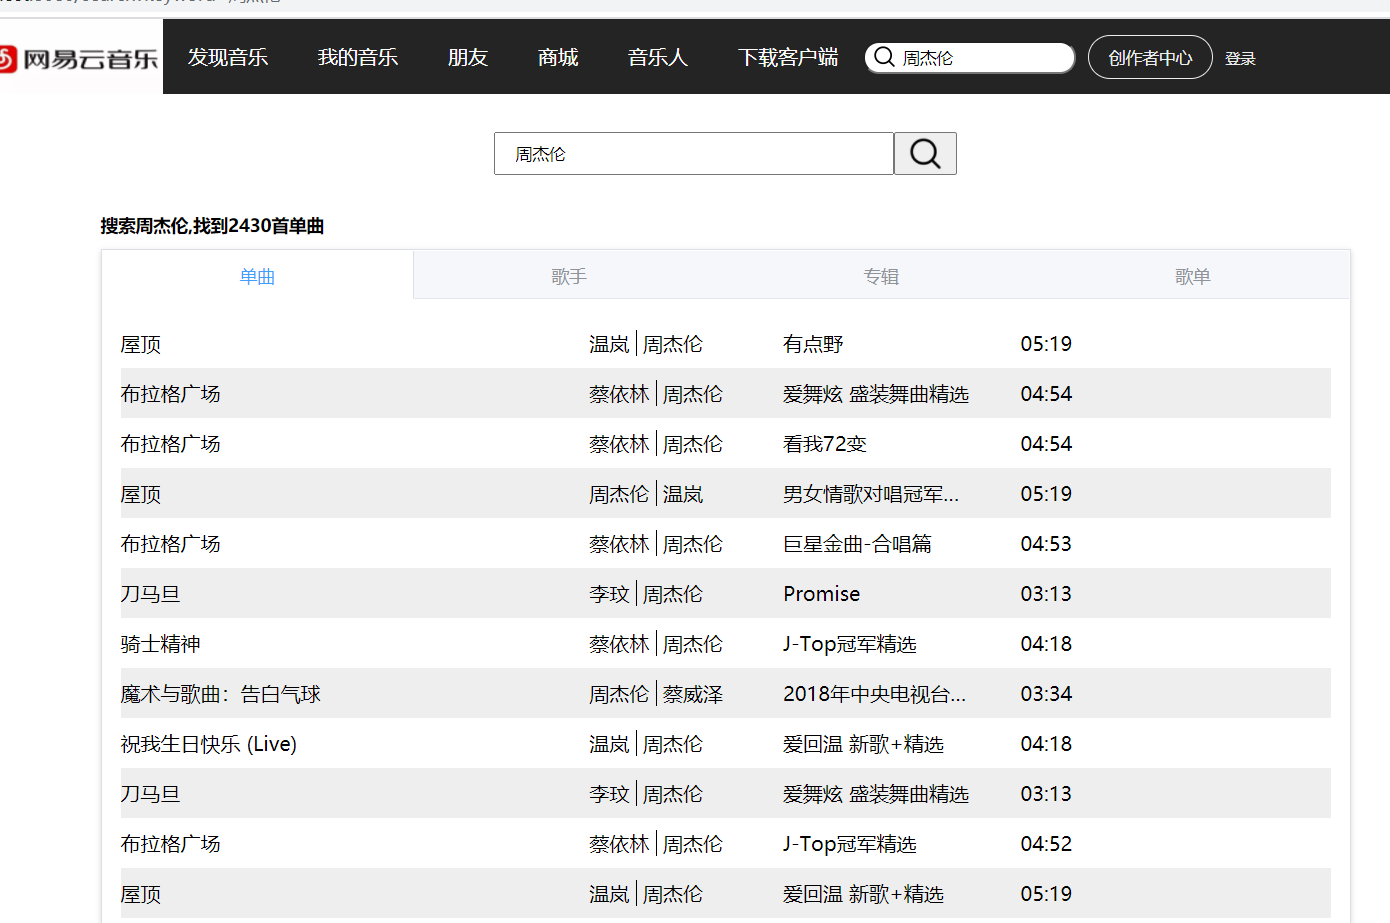 网易云音乐 发现音乐 我的音乐 朋友 商城 音乐人 下载客户端 周杰伦 创作者中心 登录
周杰伦
搜索周杰伦,找到2430首单曲
单曲 歌手 专辑 歌单
屋顶 温岚|周杰伦 有点野 05:19
布拉格广场 蔡依林|周杰伦 爱舞炫 盛装舞曲精选 04:54
布拉格广场 蔡依林|周杰伦 看我72变 04:54
屋顶 周杰伦|温岚 男女情歌对唱冠军... 05:19
布拉格广场 蔡依林|周杰伦 巨星金曲-合唱篇 04:53
刀马旦 李玟|周杰伦 Promise 03:13
骑士精神 蔡依林|周杰伦 J-Top冠军精选 04:18
魔术与歌曲：告白气球 周杰伦|蔡威泽 2018年中央电视台... 03:34
祝我生日快乐 (Live) 温岚|周杰伦 爱回温 新歌+精选 04:18
刀马旦 李玟|周杰伦 爱舞炫 盛装舞曲精选 03:13
布拉格广场 蔡依林|周杰伦 J-Top冠军精选 04:52
屋顶 温岚|周杰伦 爱回温 新歌+精选 05:19